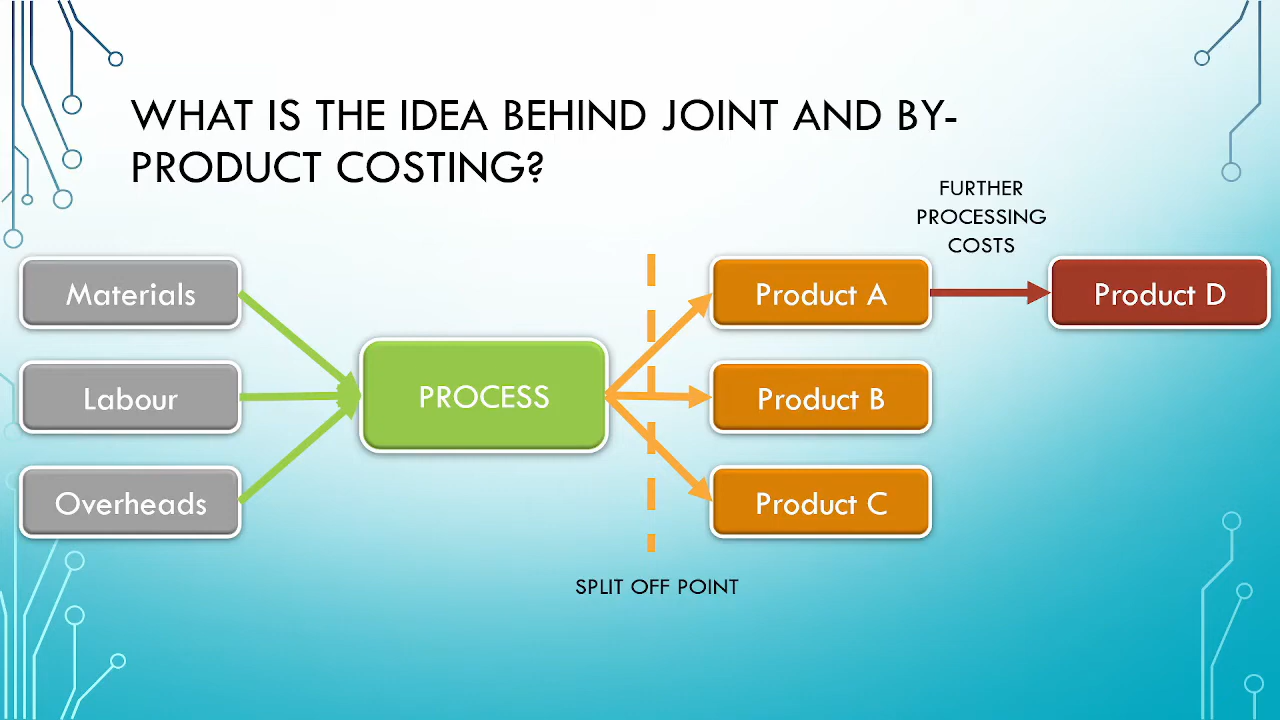 WHAT IS THE IDEA BEHIND JOINT AND BY-
PRODUCT COSTING?
FURTHER
PROCESSING
COSTS
Materials
Product A
Product D
Labour
PROCESS
Product B
Overheads
Product C
SPLIT OFF POINT